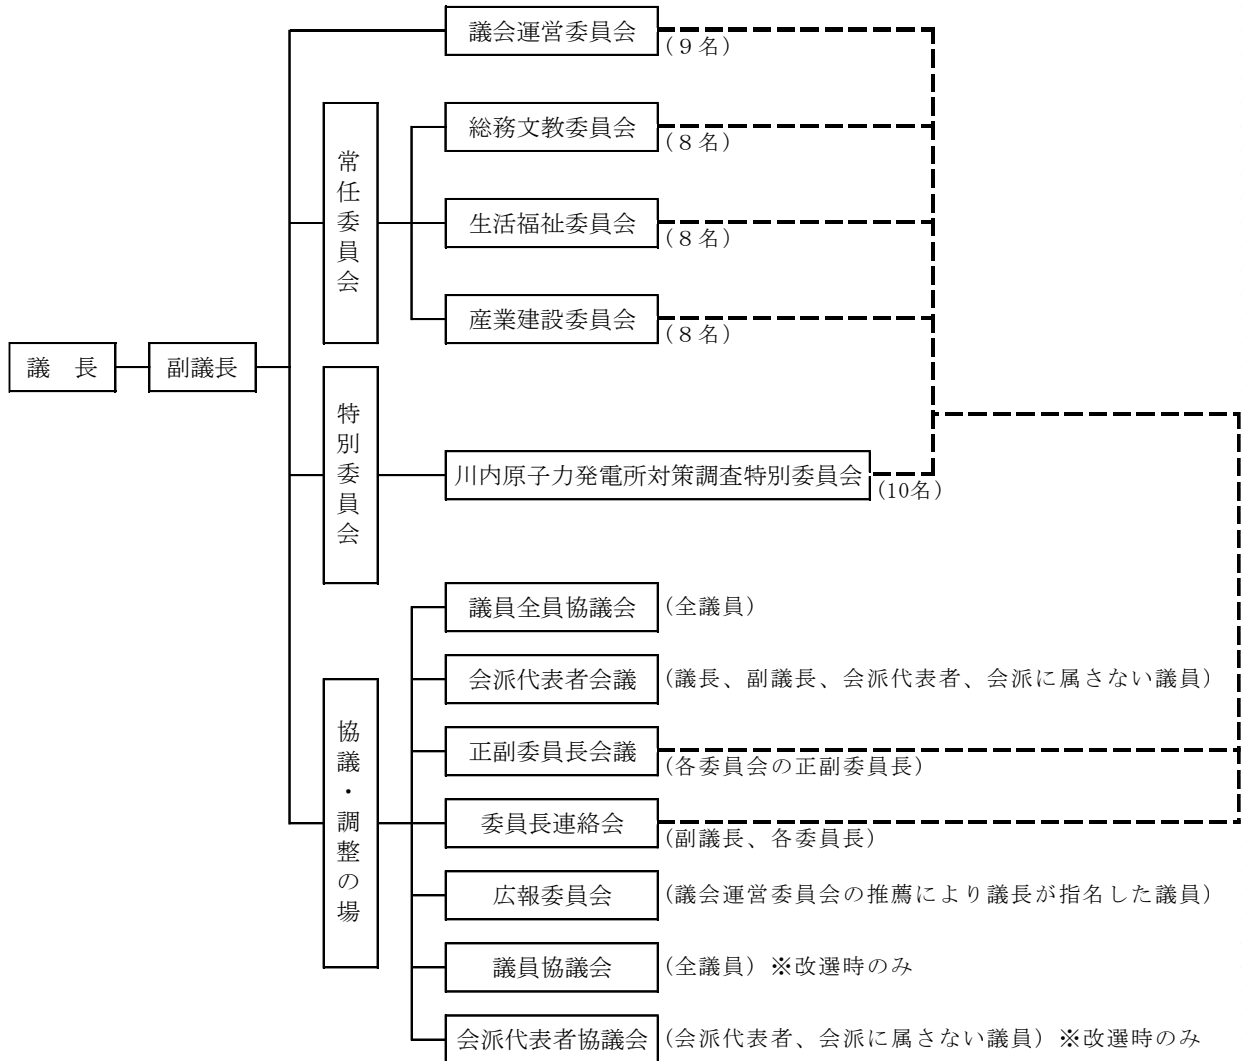 議会運営委員会
(９名)
常任委員会
総務文教委員会
(８名)
生活福祉委員会
(８名)
産業建設委員会
(８名)
議　長
副議長
特別委員会
川内原子力発電所対策調査特別委員会
(10名)
協議・調整の場
議員全員協議会
(全議員)
会派代表者会議
(議長、副議長、会派代表者、会派に属さない議員)
正副委員長会議
(各委員会の正副委員長)
委員長連絡会
(副議長、各委員長)
広報委員会
(議会運営委員会の推薦により議長が指名した議員)
議員協議会
(全議員) ※改選時のみ
会派代表者協議会
(会派代表者、会派に属さない議員) ※改選時のみ